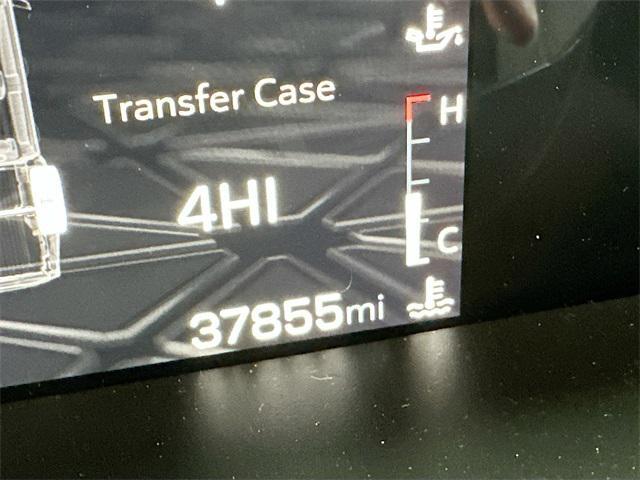 Transfer Case
H
4HI
C
37855mi